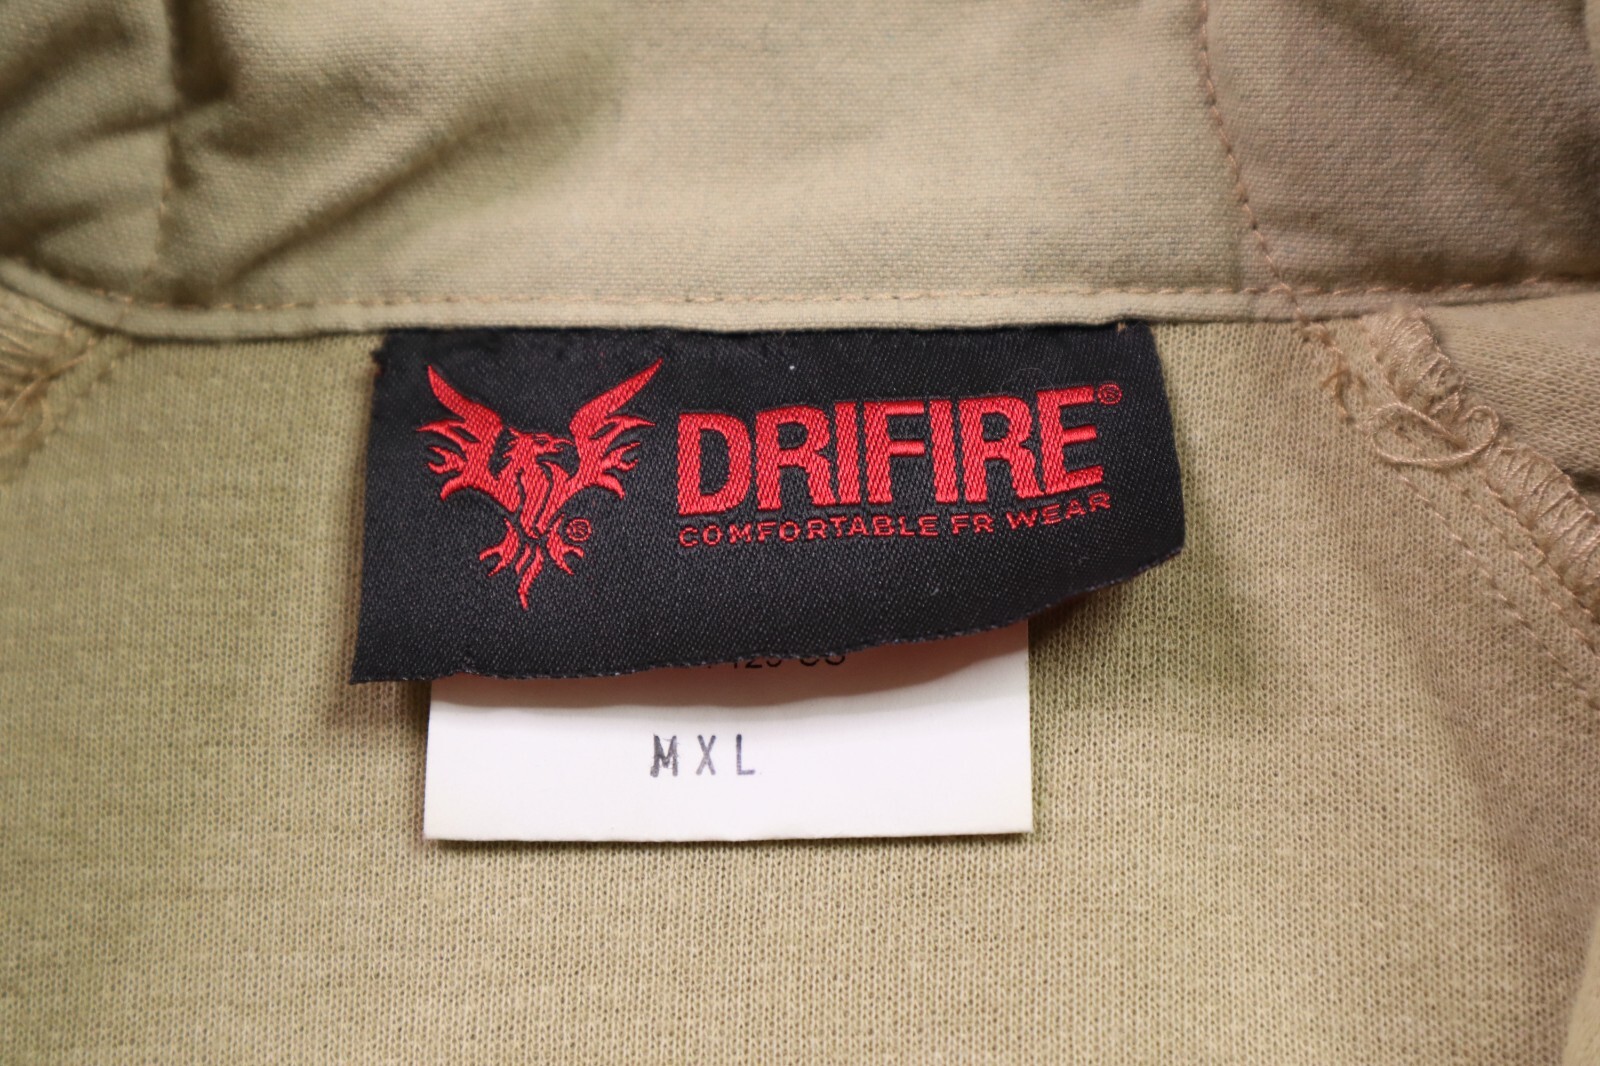 DRIFIRE®
COMFORTABLE FR WEAR
®
MXL